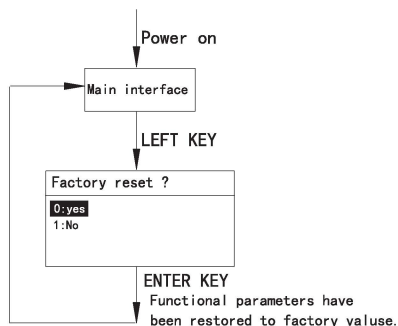 Power on
Main interface
LEFT KEY
Factory reset ?
0:yes
1:No
ENTER KEY
Functional parameters have
been restored to factory valuse.